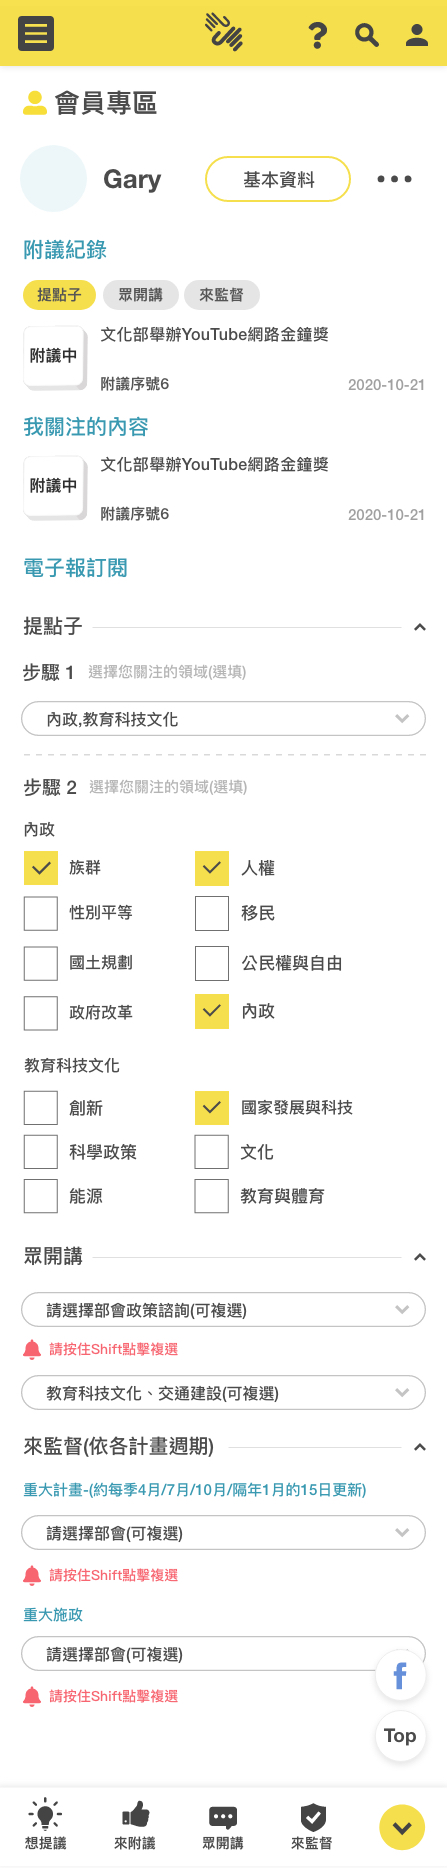 會員專區
Gary
基本資料
附議紀錄
提點子 眾開講 來監督
附議中
文化部舉辦YouTube網路金鐘獎
附議序號6 2020-10-21
我關注的內容
附議中
文化部舉辦YouTube網路金鐘獎
附議序號6 2020-10-21
電子報訂閱
提點子
步驟 1 選擇您關注的領域(選填)
內政,教育科技文化
步驟 2 選擇您關注的領域(選填)
內政
族群 人權
性別平等 移民
國土規劃 公民權與自由
政府改革 內政
教育科技文化
創新 國家發展與科技
科學政策 文化
能源 教育與體育
眾開講
請選擇部會政策諮詢(可複選)
請按住Shift點擊複選
教育科技文化、交通建設(可複選)
來監督(依各計畫週期)
重大計畫-(約每季4月/7月/10月/隔年1月的15日更新)
請選擇部會(可複選)
請按住Shift點擊複選
重大施政
請選擇部會(可複選)
請按住Shift點擊複選
Top
想提議 來附議 眾開講 來監督